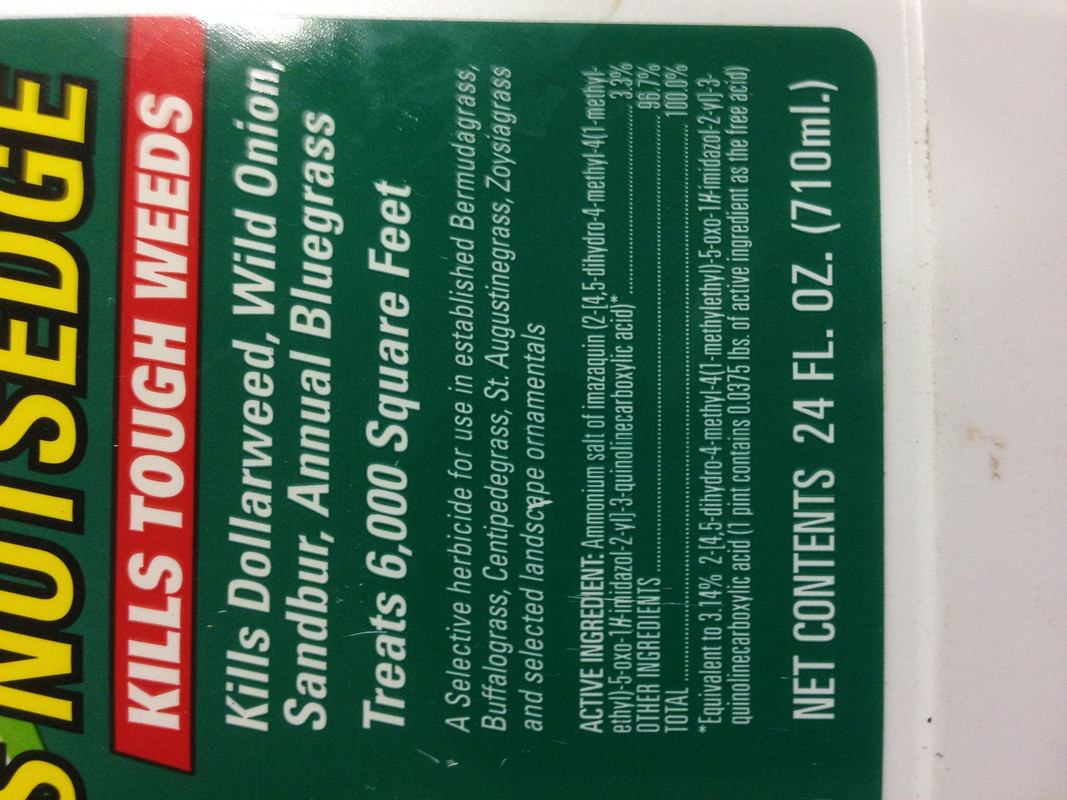 S NUTSEDGE
KILLS TOUGH WEEDS
Kills Dollarweed, Wild Onion,
Sandbur, Annual Bluegrass
Treats 6,000 Square Feet
A Selective herbicide for use in established Bermudagrass,
Buffalograss, Centipedegrass, St. Augustinegrass, Zoysiagrass
and selected landscape ornamentals
ACTIVE INGREDIENT: Ammonium salt of imazaquin (2-[4,5-dihydro-4-methyl-4(1-methyl-
ethyl)-5-oxo-1H-imidazol-2-yl]-3-quinolinecarboxylic acid)* ........ 3.3%
OTHER INGREDIENTS ........ 96.7%
TOTAL ........ 100.0%
*Equivalent to 3.14% 2-[4,5-dihydro-4-methyl-4(1-methylethyl)-5-oxo-1H-imidazol-2-yl]-3-
quinolinecarboxylic acid (1 pint contains 0.0375 lbs. of active ingredient as the free acid)
NET CONTENTS 24 FL. OZ. (710ml.)